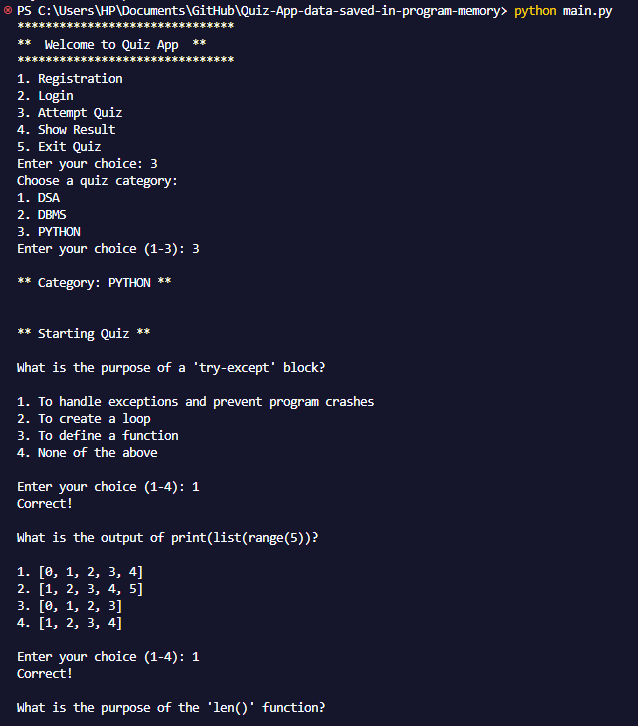 PS C:\Users\HP\Documents\GitHub\Quiz-App-data-saved-in-program-memory> python main.py
*******************************
**  Welcome to Quiz App  **
*******************************
1. Registration
2. Login
3. Attempt Quiz
4. Show Result
5. Exit Quiz
Enter your choice: 3
Choose a quiz category:
1. DSA
2. DBMS
3. PYTHON
Enter your choice (1-3): 3
** Category: PYTHON **
** Starting Quiz **
What is the purpose of a 'try-except' block?
1. To handle exceptions and prevent program crashes
2. To create a loop
3. To define a function
4. None of the above
Enter your choice (1-4): 1
Correct!
What is the output of print(list(range(5))?
1. [0, 1, 2, 3, 4]
2. [1, 2, 3, 4, 5]
3. [0, 1, 2, 3]
4. [1, 2, 3, 4]
Enter your choice (1-4): 1
Correct!
What is the purpose of the 'len()' function?